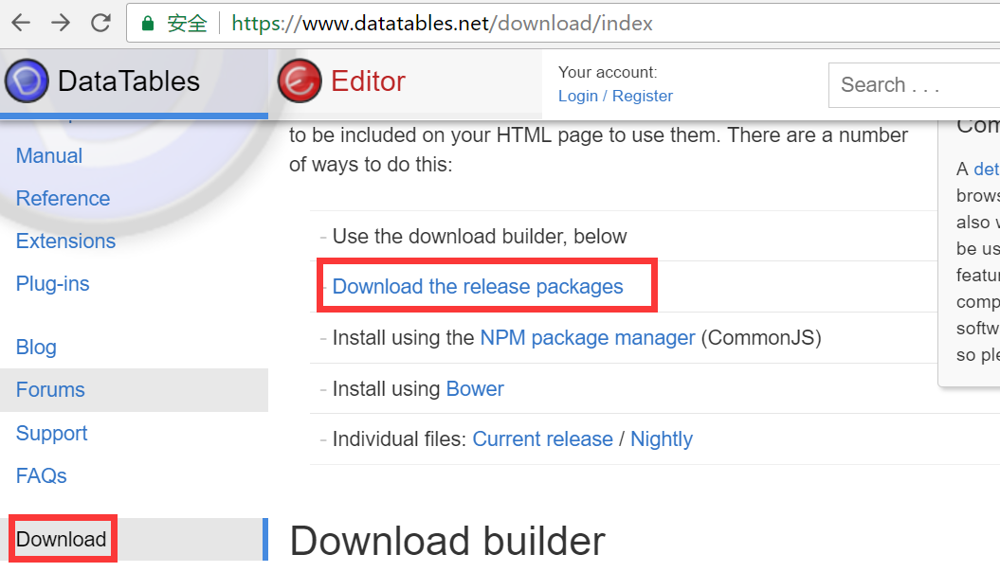 安全 https://www.datatables.net/download/index
DataTables
Editor
Your account:
Login / Register
Search . . .
Manual
Reference
Extensions
Plug-ins
Blog
Forums
Support
FAQs
Download
to be included on your HTML page to use them. There are a number
of ways to do this:
- Use the download builder, below
- Download the release packages
- Install using the NPM package manager (CommonJS)
- Install using Bower
- Individual files: Current release / Nightly
Download builder
A det
brows
also
be us
featur
comp
softw
so ple